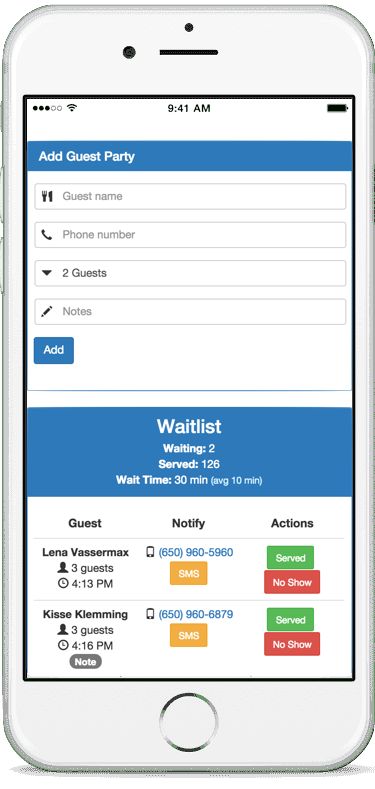 9:41 AM
Add Guest Party
Guest name
Phone number
2 Guests
Notes
Add
Waitlist
Waiting: 2
Served: 126
Wait Time: 30 min (avg 10 min)
Guest Notify Actions
Lena Vassermax (650) 960-5960 Served
3 guests SMS No Show
4:13 PM
Kisse Klemming (650) 960-6879 Served
3 guests SMS No Show
4:16 PM
Note